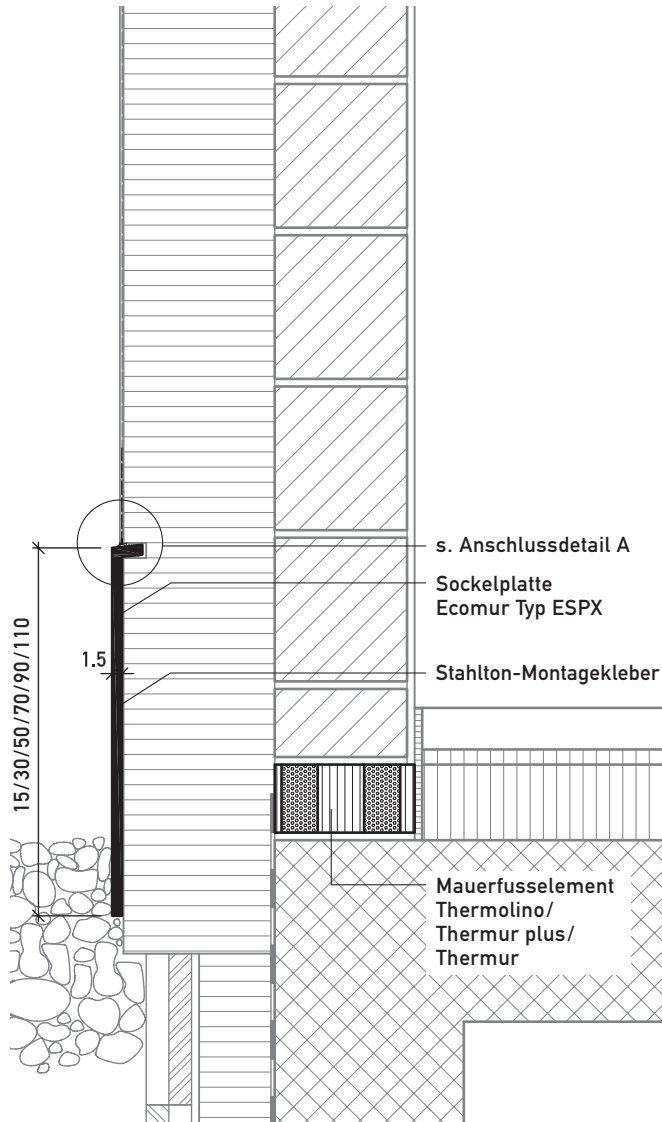 s. Anschlussdetail A
Sockelplatte
Ecomur Typ ESPX
1.5
Stahlton-Montagekleber
15/30/50/70/90/110
Mauerfusselement
Thermolino/
Thermur plus/
Thermur